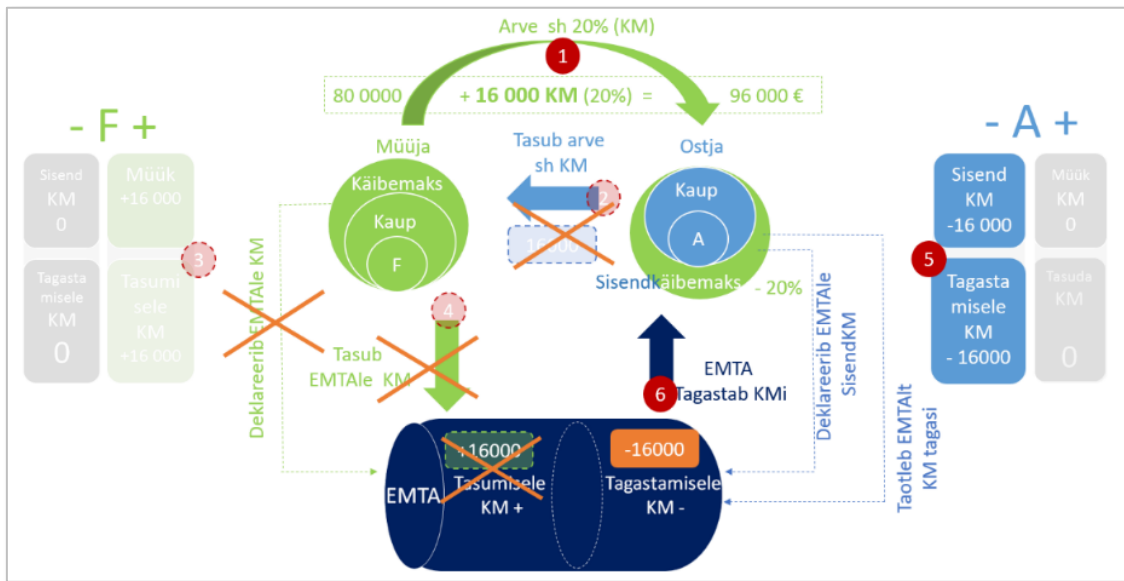 Arve sh 20% (KM)
1
80 0000 + 16 000 KM (20%) = 96 000 €
- F +
Sisend
KM
0
Müük
+16 000
Tagasta
misele
KM
0
Tasumi
sele
KM
+16 000
3
Müüja
Käibemaks
Kaup
F
Tasub arve
sh KM
2
16000
Ostja
Kaup
A
Sisendkäibemaks
- 20%
- A +
Sisend
KM
-16 000
Müük
KM
0
5
Tagasta
misele
KM
- 16000
Tasuda
KM
0
Deklareerib EMTAle KM
4
Tasub
EMTAle KM
EMTA
Tagastab KMi
6
Deklareerib EMTAle
SisendKM
Taotleb EMTAlt
KM tagasi
EMTA
+16000
Tasumisele
KM +
-16000
Tagastamisele
KM -